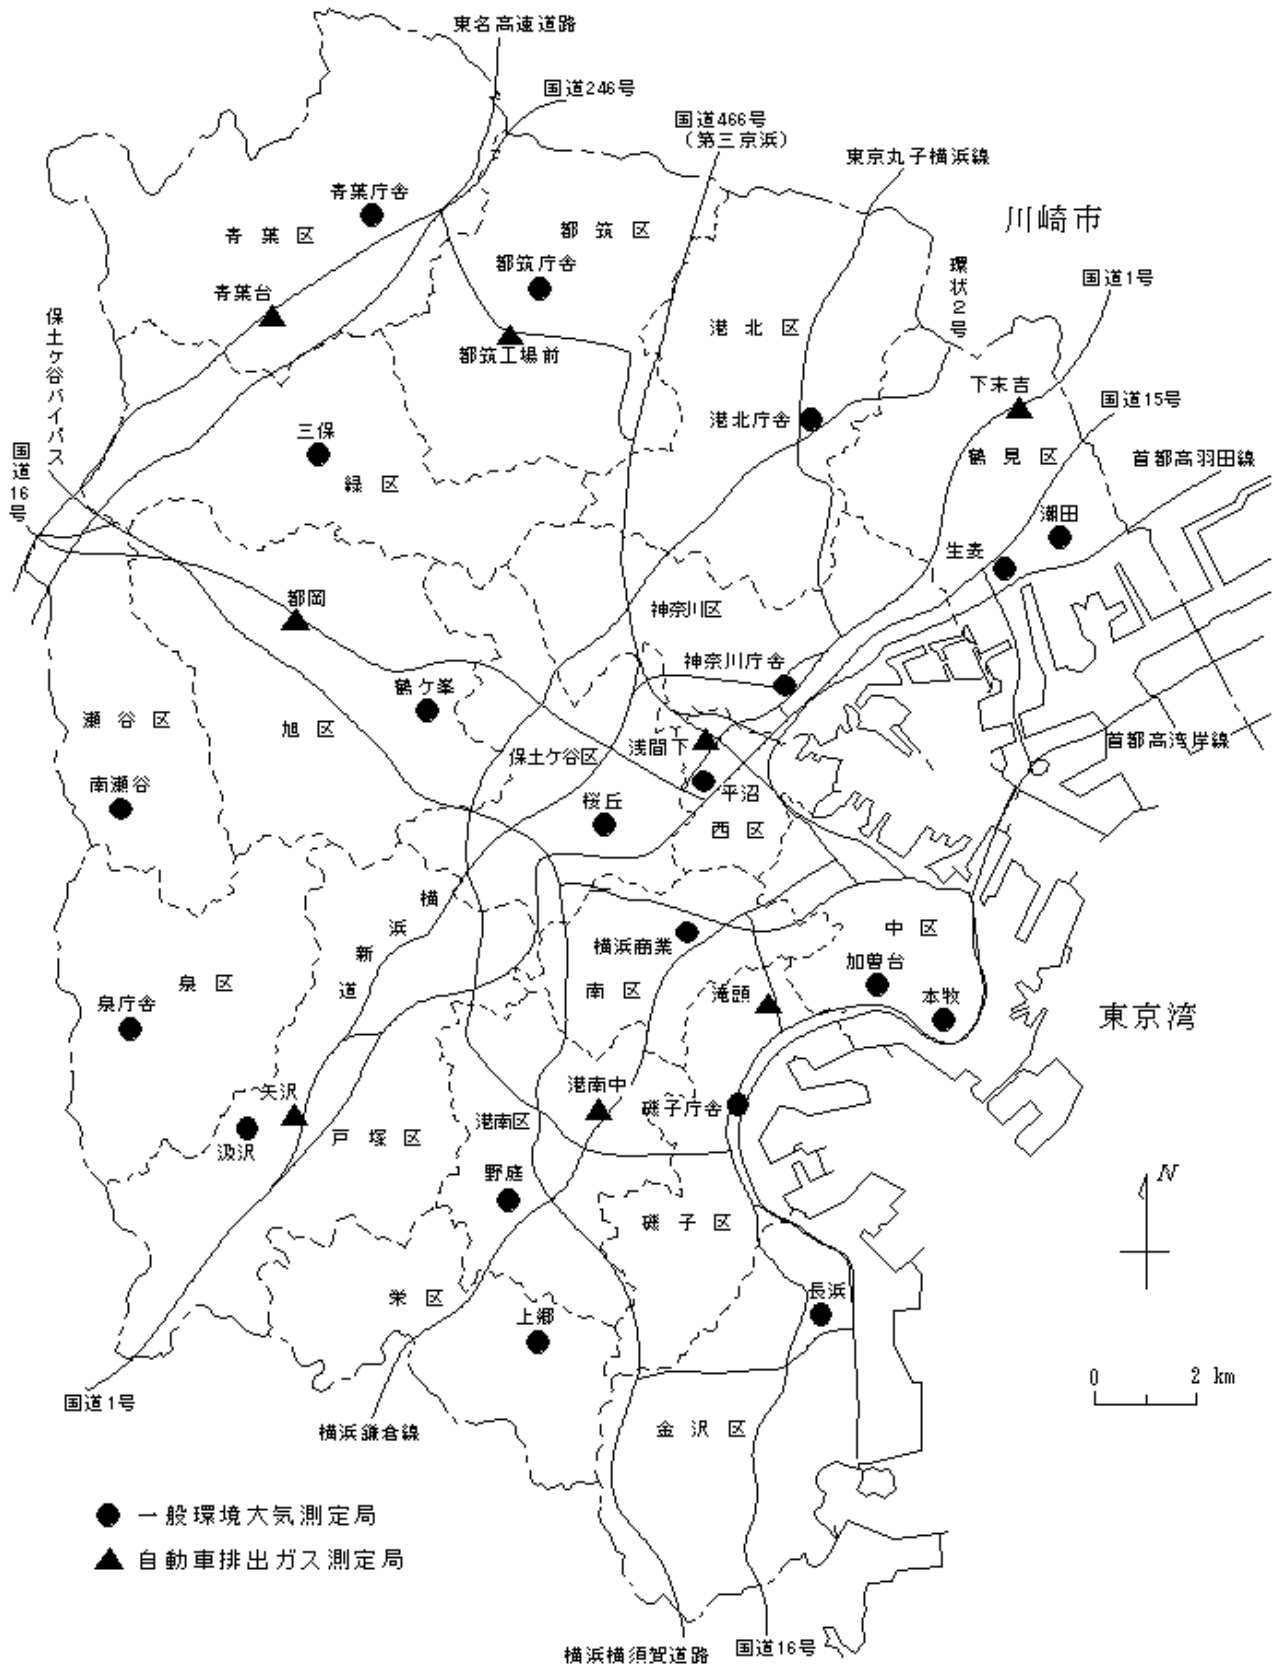 東名高速道路
国道246号
国道466号
(第三京浜)
東京丸子横浜線
川崎市
青葉庁舎
青葉区
都筑区
都筑庁舎
環状2号
国道1号
青葉台
保土ケ谷バイパス
港北区
都筑工場前
下末吉
国道15号
港北庁舎
三保
緑区
鶴見区
首都高羽田線
国道16号
潮田
生麦
都岡
神奈川区
神奈川庁舎
鶴ケ峯
瀬谷区
旭区
浅間下
首都高湾岸線
保土ケ谷区
南瀬谷
平沼
桜丘
西区
横浜新道
中区
横浜商業
加曽台
泉区
南区
滝頭
本牧
泉庁舎
東京湾
矢沢
港南中
磯子庁舎
港南区
汲沢
戸塚区
野庭
N
磯子区
栄区
長浜
上郷
0 2 km
国道1号
横浜鎌倉線
金沢区
●一般環境大気測定局
▲自動車排出ガス測定局
横浜横須賀道路
国道16号